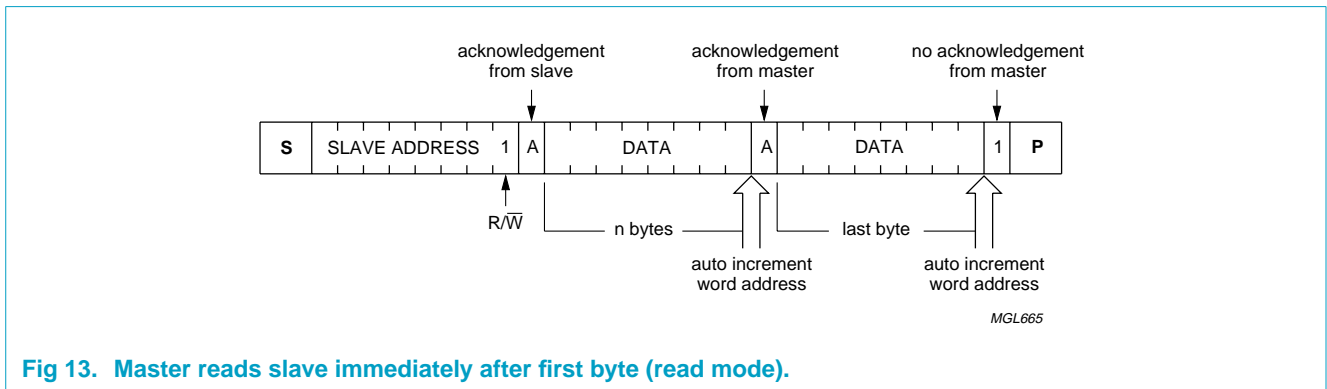 acknowledgement
from slave
acknowledgement
from master
no acknowledgement
from master
S SLAVE ADDRESS 1 A DATA A DATA 1 P
R/W̅
n bytes
last byte
auto increment
word address
auto increment
word address
MGL665
Fig 13. Master reads slave immediately after first byte (read mode).